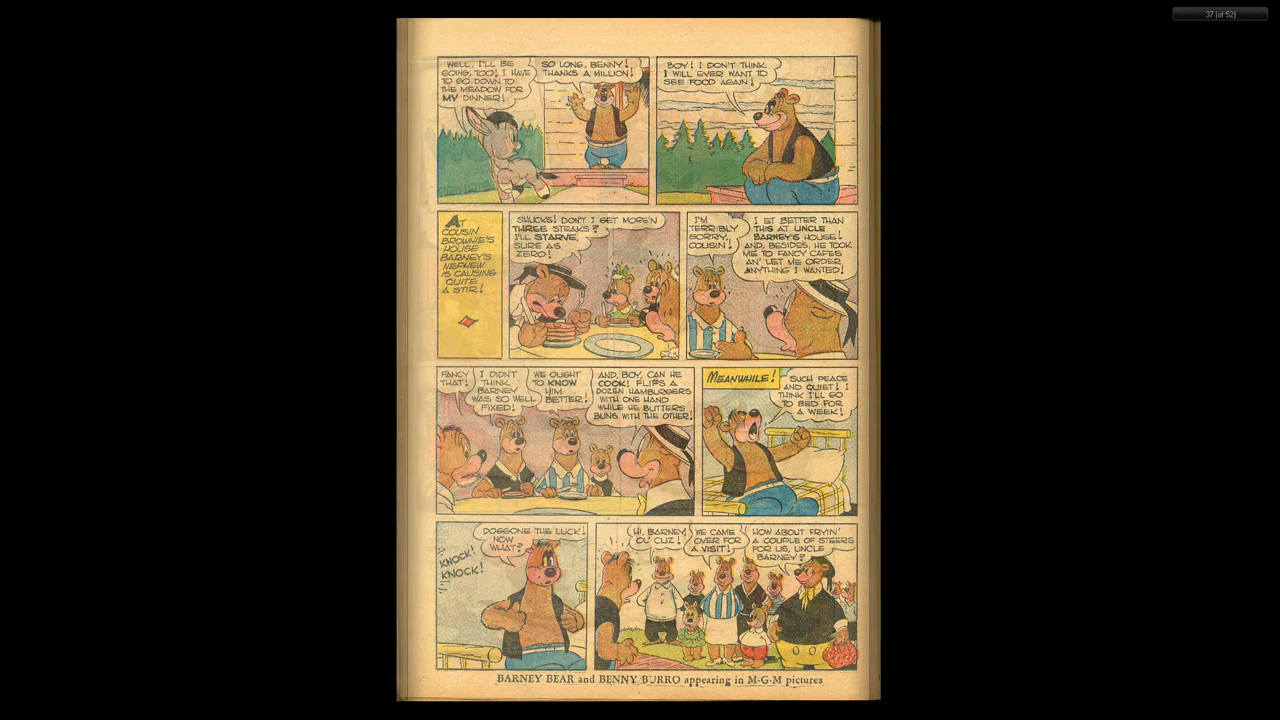 37 (of 52)
WELL, I'LL BE
GOING, TOO! I HAVE
TO GO DOWN TO
THE MEADOW FOR
MY DINNER!
SO LONG, BENNY!
THANKS A MILLION!
BOY! I DON'T THINK
I WILL EVER WANT TO
SEE FOOD AGAIN!
AT
COUSIN
BROWNIE'S
HOUSE
BARNEY'S
NEPHEW
IS CAUSING
QUITE
A STIR!
SHUCKS! DON'T I GET MORE'N
THREE STEAKS?
I'LL STARVE,
SURE AS
ZERO!
I'M
TERRIBLY
SORRY,
COUSIN!
I ET BETTER THAN
THIS AT UNCLE
BARNEY'S HOUSE!
AND, BESIDES, HE TOOK
ME TO FANCY CAFES
AN' LET ME ORDER
ANYTHING I WANTED!
FANCY
THAT!
I DIDN'T
THINK
BARNEY
WAS SO WELL
FIXED!
WE OUGHT
TO KNOW
HIM
BETTER!
AND, BOY, CAN HE
COOK! FLIPS A
DOZEN HAMBURGERS
WITH ONE HAND
WHILE HE BUTTERS
BUNS WITH THE OTHER!
MEANWHILE!
SUCH PEACE
AND QUIET! I
THINK I'LL GO
TO BED FOR
A WEEK!
KNOCK!
KNOCK!
DOGGONE THE LUCK!
NOW
WHAT?
HI, BARNEY,
OL' CUZ!
WE CAME
OVER FOR
A VISIT!
HOW ABOUT FRYIN'
A COUPLE OF STEERS
FOR US, UNCLE
BARNEY?
BARNEY BEAR and BENNY BURRO appearing in M-G-M pictures